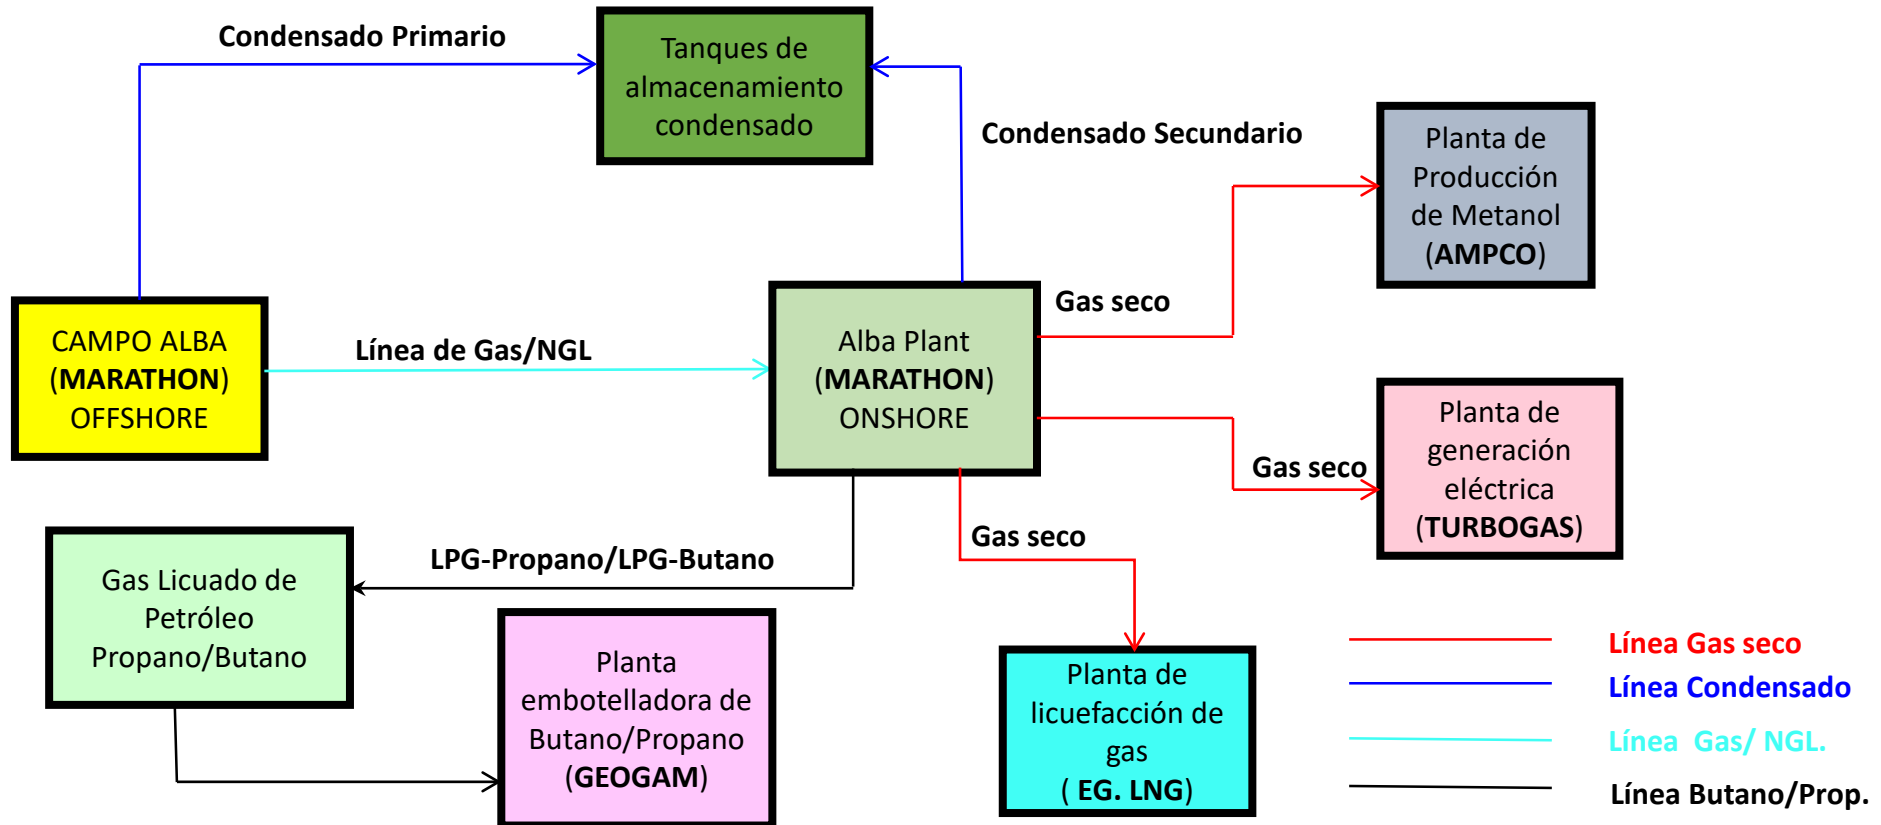 Condensado Primario
Tanques de
almacenamiento
condensado
Condensado Secundario
Planta de
Producción
de Metanol
(AMPCO)
CAMPO ALBA
(MARATHON)
OFFSHORE
Línea de Gas/NGL
Alba Plant
(MARATHON)
ONSHORE
Gas seco
Planta de
generación
eléctrica
(TURBOGAS)
Gas seco
Gas seco
LPG-Propano/LPG-Butano
Gas Licuado de
Petróleo
Propano/Butano
Planta
embotelladora de
Butano/Propano
(GEOGAM)
Planta de
licuefacción de
gas
( EG. LNG)
Línea Gas seco
Línea Condensado
Línea  Gas/ NGL.
Línea Butano/Prop.